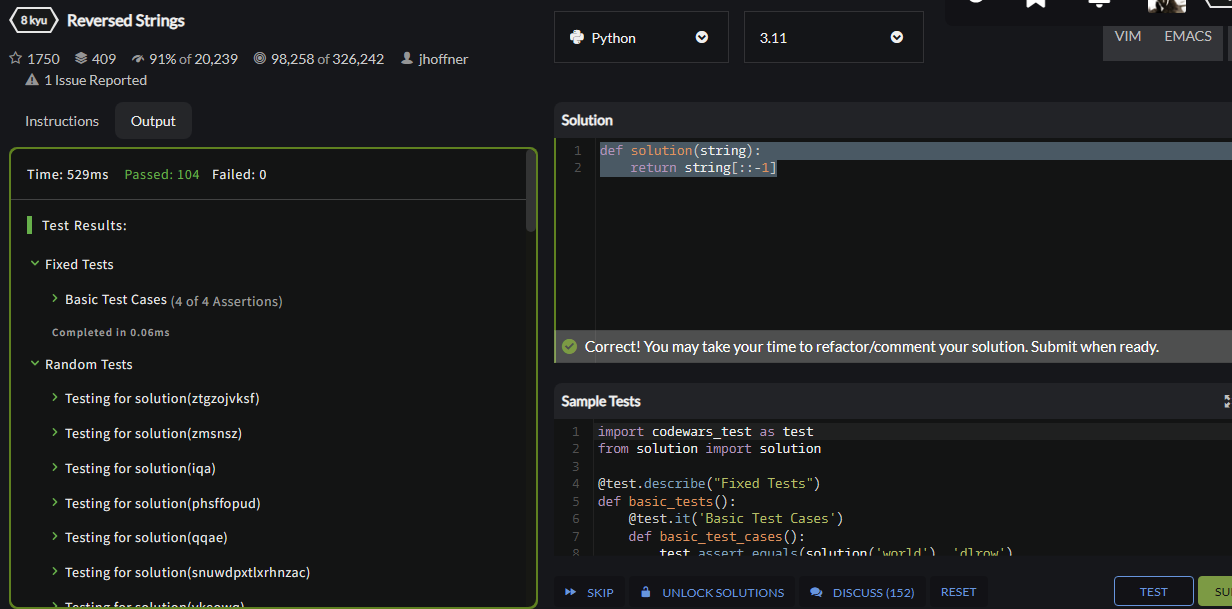 8 kyu Reversed Strings
1750 409 91% of 20,239 98,258 of 326,242 jhoffner
1 Issue Reported
Instructions Output
Time: 529ms Passed: 104 Failed: 0
Test Results:
Fixed Tests
Basic Test Cases (4 of 4 Assertions)
Completed in 0.06ms
Random Tests
Testing for solution(ztgzojvksf)
Testing for solution(zmsnsz)
Testing for solution(iqa)
Testing for solution(phsffopud)
Testing for solution(qqae)
Testing for solution(snuwdpxtlxrhnzac)
Python 3.11 VIM EMACS
Solution
1 def solution(string):
2 return string[::-1]
Correct! You may take your time to refactor/comment your solution. Submit when ready.
Sample Tests
1 import codewars_test as test
2 from solution import solution
3
4 @test.describe("Fixed Tests")
5 def basic_tests():
6 @test.it('Basic Test Cases')
7 def basic_test_cases():
8 test.assert_equals(solution('world'), 'dlrow')
SKIP UNLOCK SOLUTIONS DISCUSS (152) RESET TEST